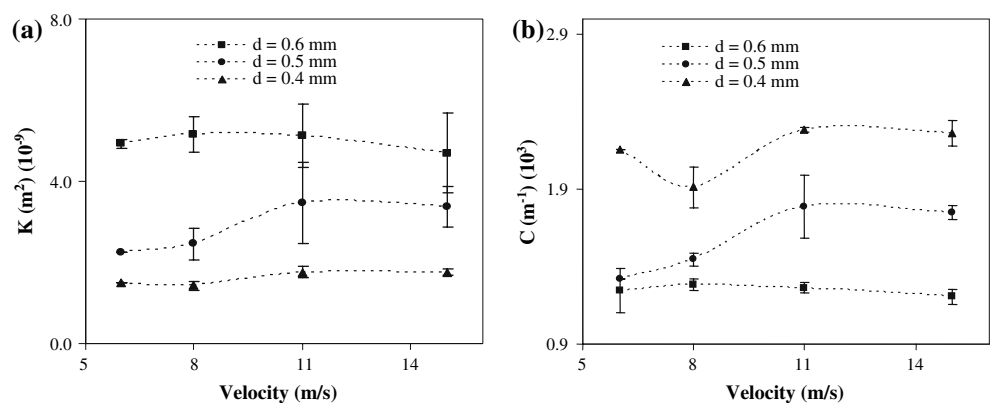 (a)
8.0
d = 0.6 mm
d = 0.5 mm
d = 0.4 mm
K (m²) (10⁻⁹)
4.0
0.0
5
8
11
14
Velocity (m/s)
(b)
2.9
d = 0.6 mm
d = 0.5 mm
d = 0.4 mm
C (m⁻¹) (10³)
1.9
0.9
5
8
11
14
Velocity (m/s)